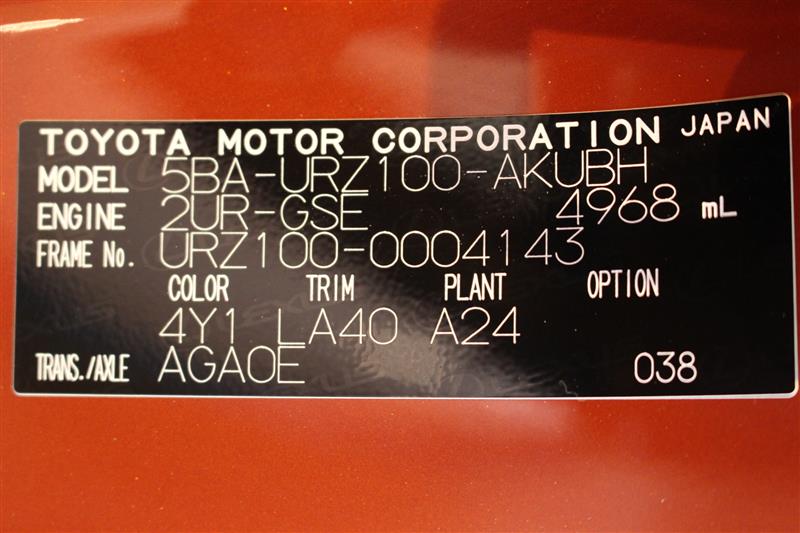 TOYOTA MOTOR CORPORATION JAPAN
MODEL 5BA-URZ100-AKUBH
ENGINE 2UR-GSE 4968 mL
FRAME No. URZ100-0004143
COLOR TRIM PLANT OPTION
4Y1 LA40 A24
TRANS./AXLE AGA0E 038